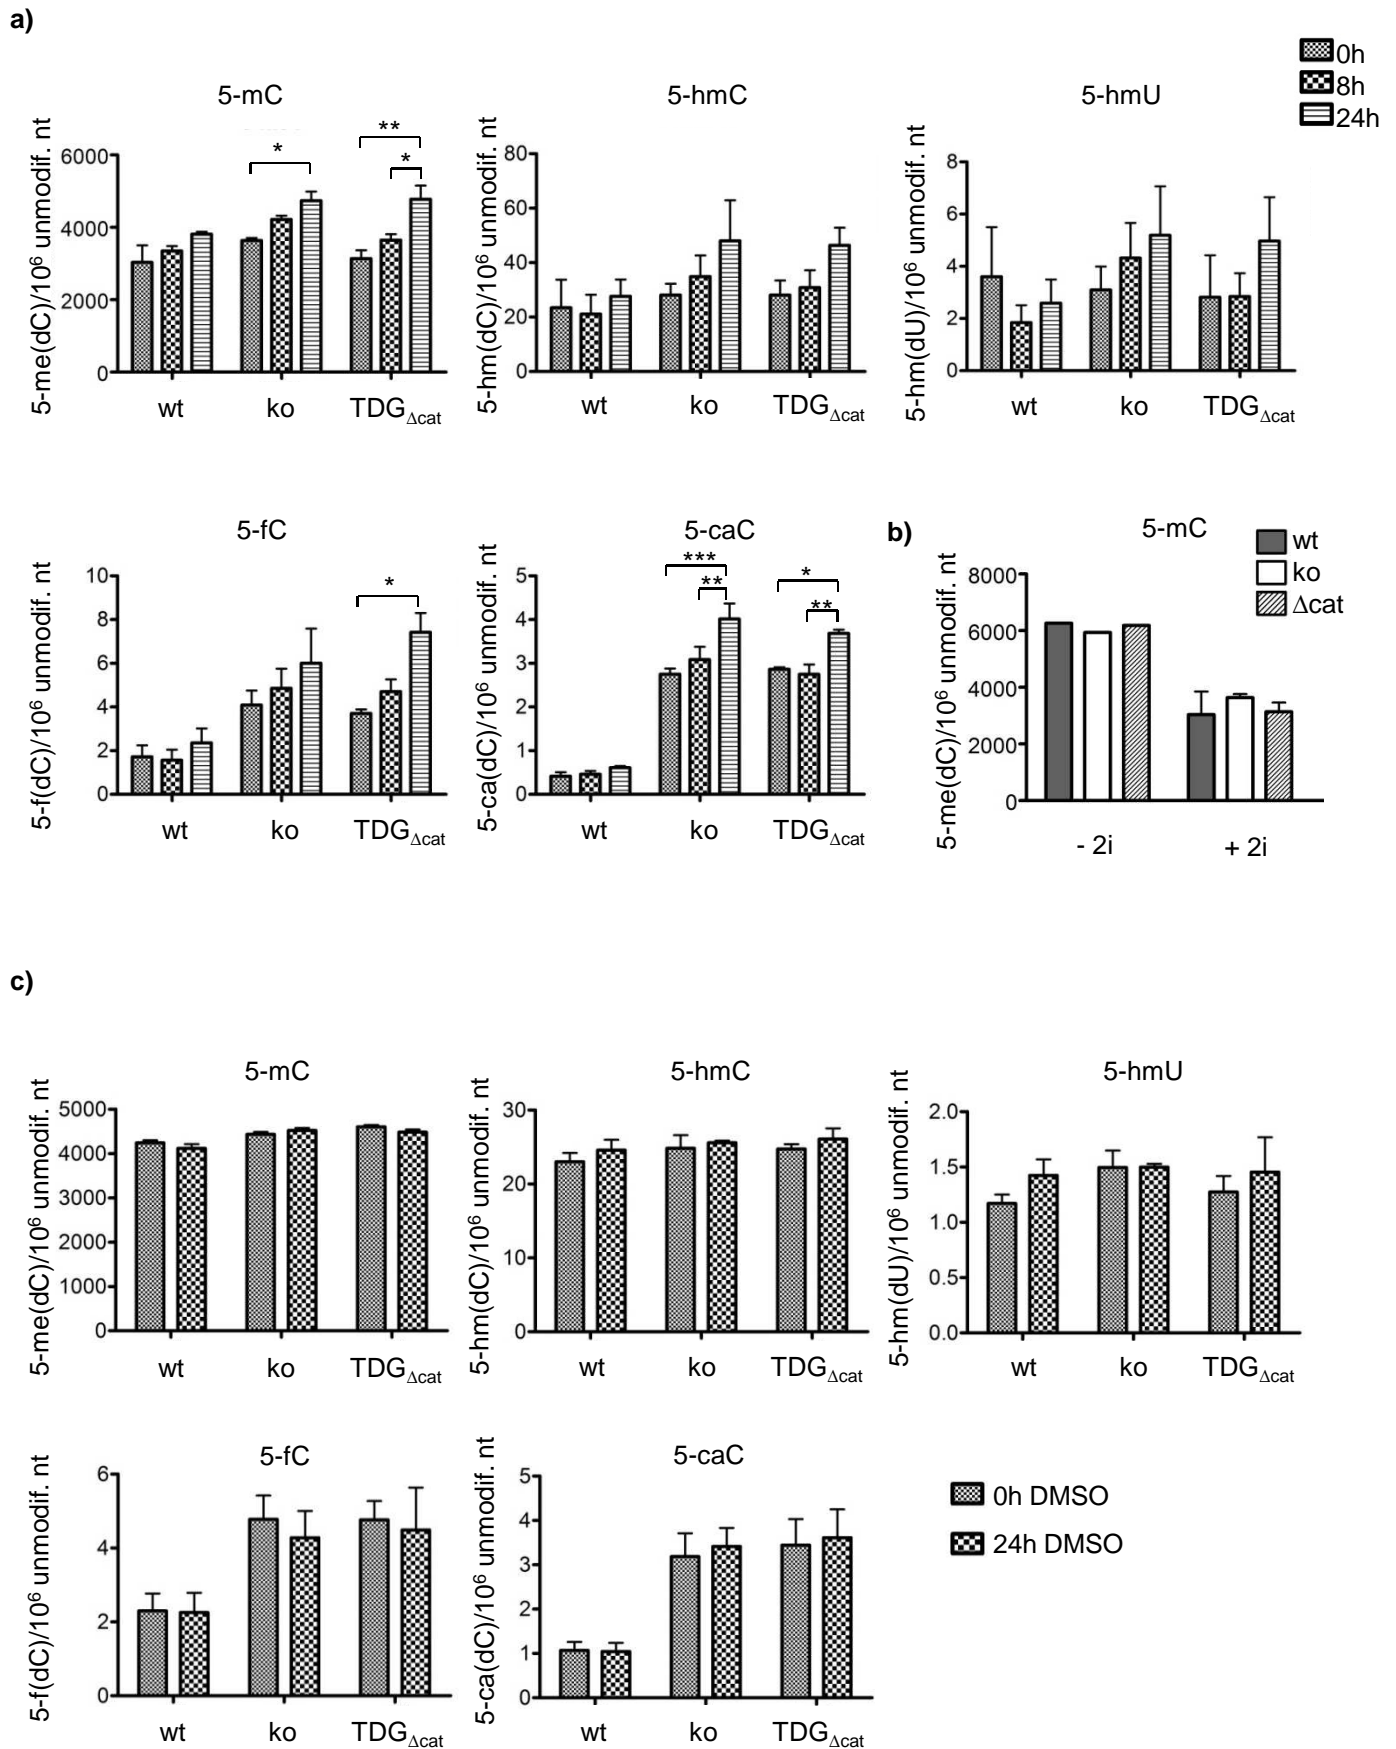 a)
0h
8h
24h
5-mC
5-me(dC)/10⁶ unmodif. nt
6000
4000
2000
0
*
**
*
wt
ko
TDGΔcat
5-hmC
5-hm(dC)/10⁶ unmodif. nt
80
60
40
20
0
wt
ko
TDGΔcat
5-hmU
5-hm(dU)/10⁶ unmodif. nt
8
6
4
2
0
wt
ko
TDGΔcat
5-fC
5-f(dC)/10⁶ unmodif. nt
10
8
6
4
2
0
*
wt
ko
TDGΔcat
5-caC
5-ca(dC)/10⁶ unmodif. nt
5
4
3
2
1
0
***
**
*
**
wt
ko
TDGΔcat
b)
5-mC
wt
ko
Δcat
5-me(dC)/10⁶ unmodif. nt
8000
6000
4000
2000
0
- 2i
+ 2i
c)
5-mC
5-me(dC)/10⁶ unmodif. nt
5000
4000
3000
2000
1000
0
wt
ko
TDGΔcat
5-hmC
5-hm(dC)/10⁶ unmodif. nt
30
20
10
0
wt
ko
TDGΔcat
5-hmU
5-hm(dU)/10⁶ unmodif. nt
2.0
1.5
1.0
0.5
0.0
wt
ko
TDGΔcat
5-fC
5-f(dC)/10⁶ unmodif. nt
6
4
2
0
wt
ko
TDGΔcat
5-caC
5-ca(dC)/10⁶ unmodif. nt
5
4
3
2
1
0
wt
ko
TDGΔcat
0h DMSO
24h DMSO